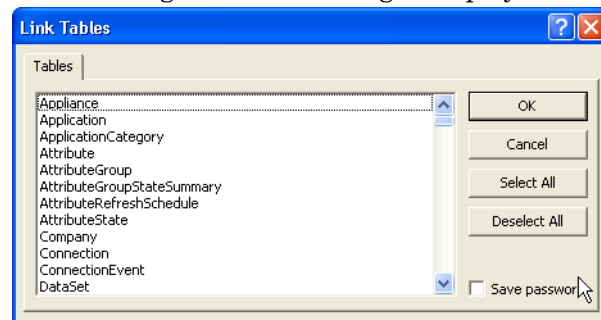 Link Tables
Tables
Appliance
Application
ApplicationCategory
Attribute
AttributeGroup
AttributeGroupStateSummary
AttributeRefreshSchedule
AttributeState
Company
Connection
ConnectionEvent
DataSet
OK
Cancel
Select All
Deselect All
Save passwor